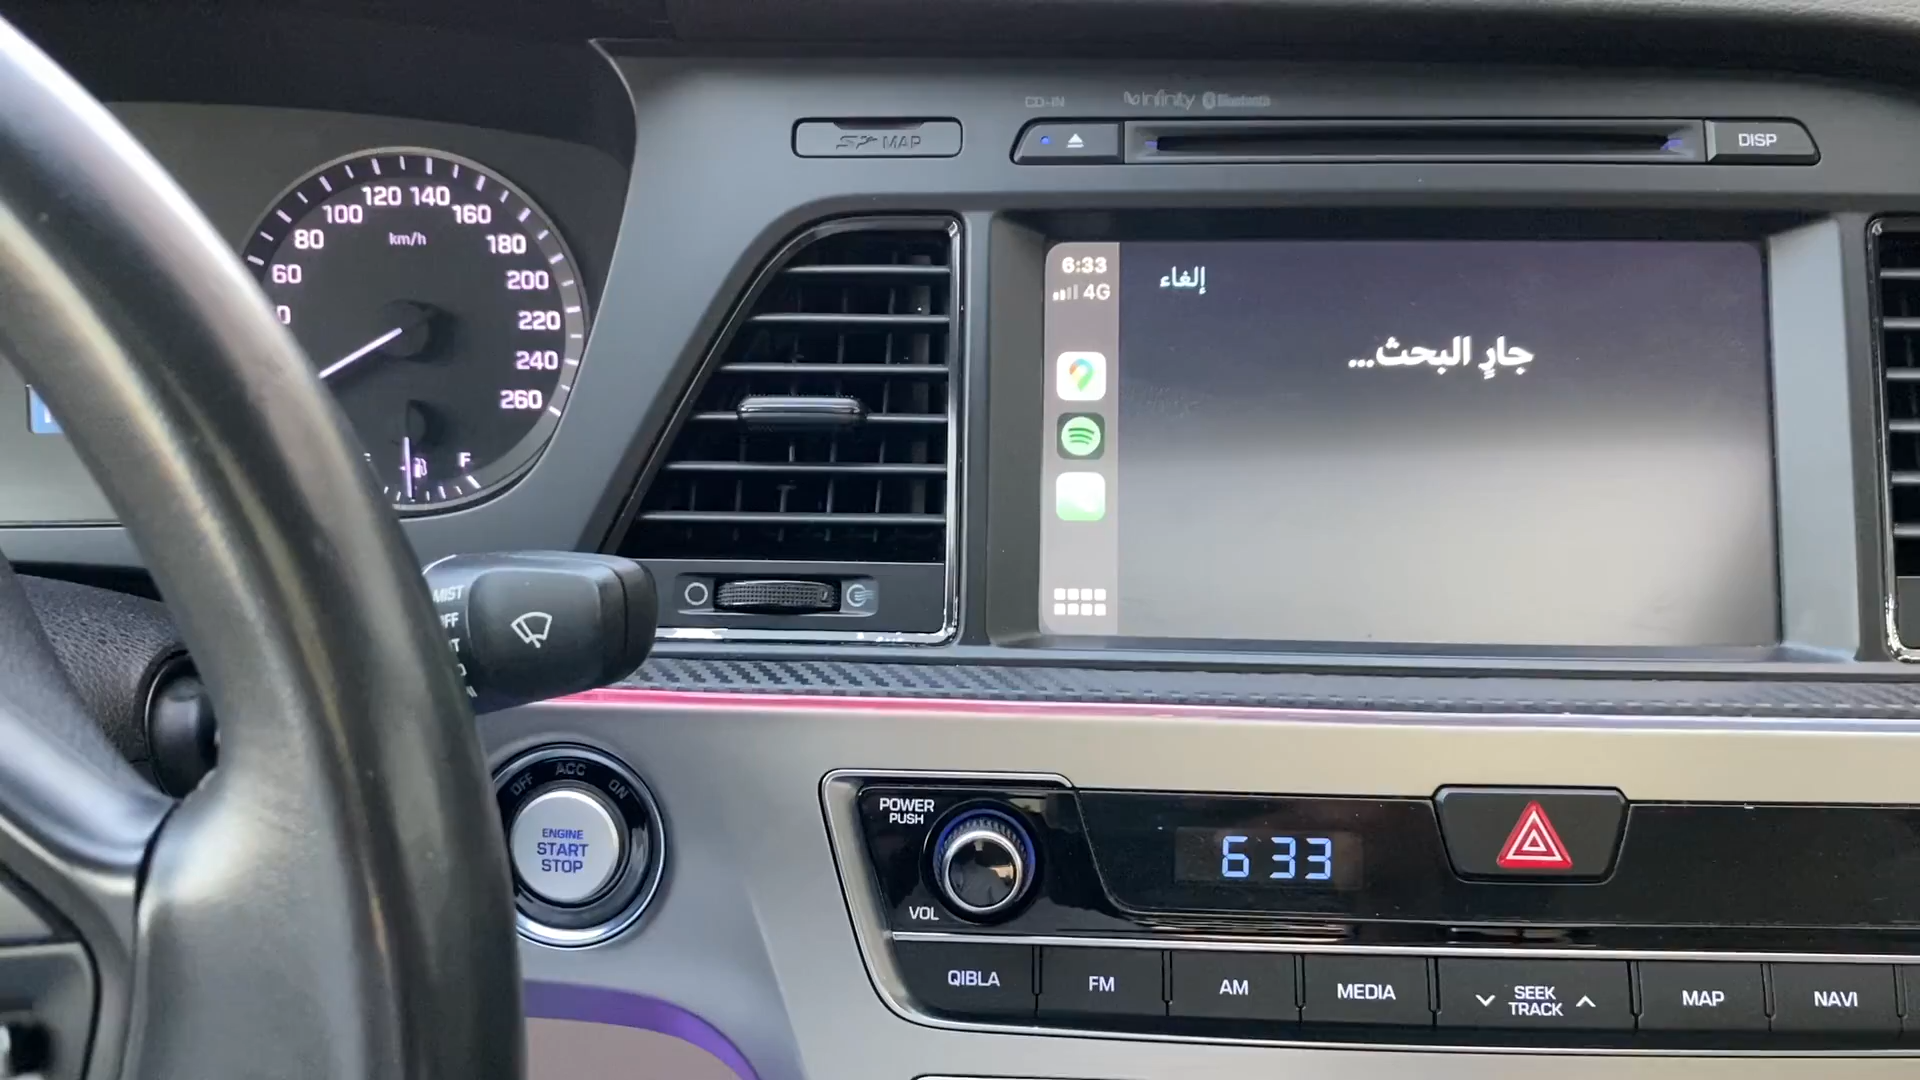 CD-IN
infinity Bluetooth
MAP
DISP
120 140
100 160
80 km/h 180
60 200
220
240
260
F
6:33
4G
إلغاء
جارٍ البحث...
MIST
OFF ACC ON
ENGINE
START
STOP
POWER
PUSH
VOL
6 33
QIBLA
FM
AM
MEDIA
SEEK
TRACK
MAP
NAVI